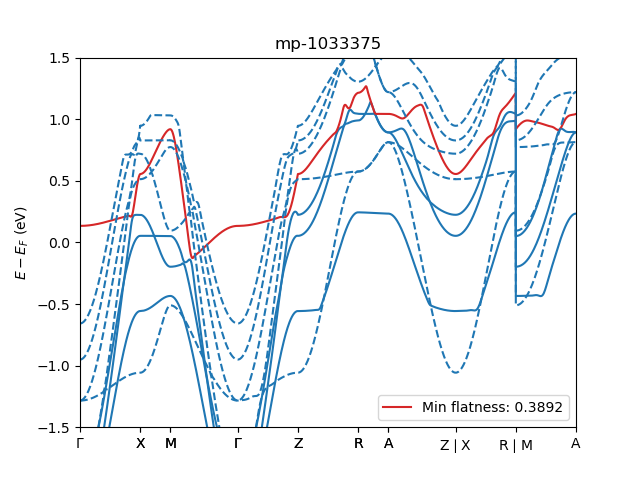 mp-1033375
E − E_F (eV)
1.5
1.0
0.5
0.0
−0.5
−1.0
−1.5
Min flatness: 0.3892
Γ X M Γ Z R A Z | X R | M A